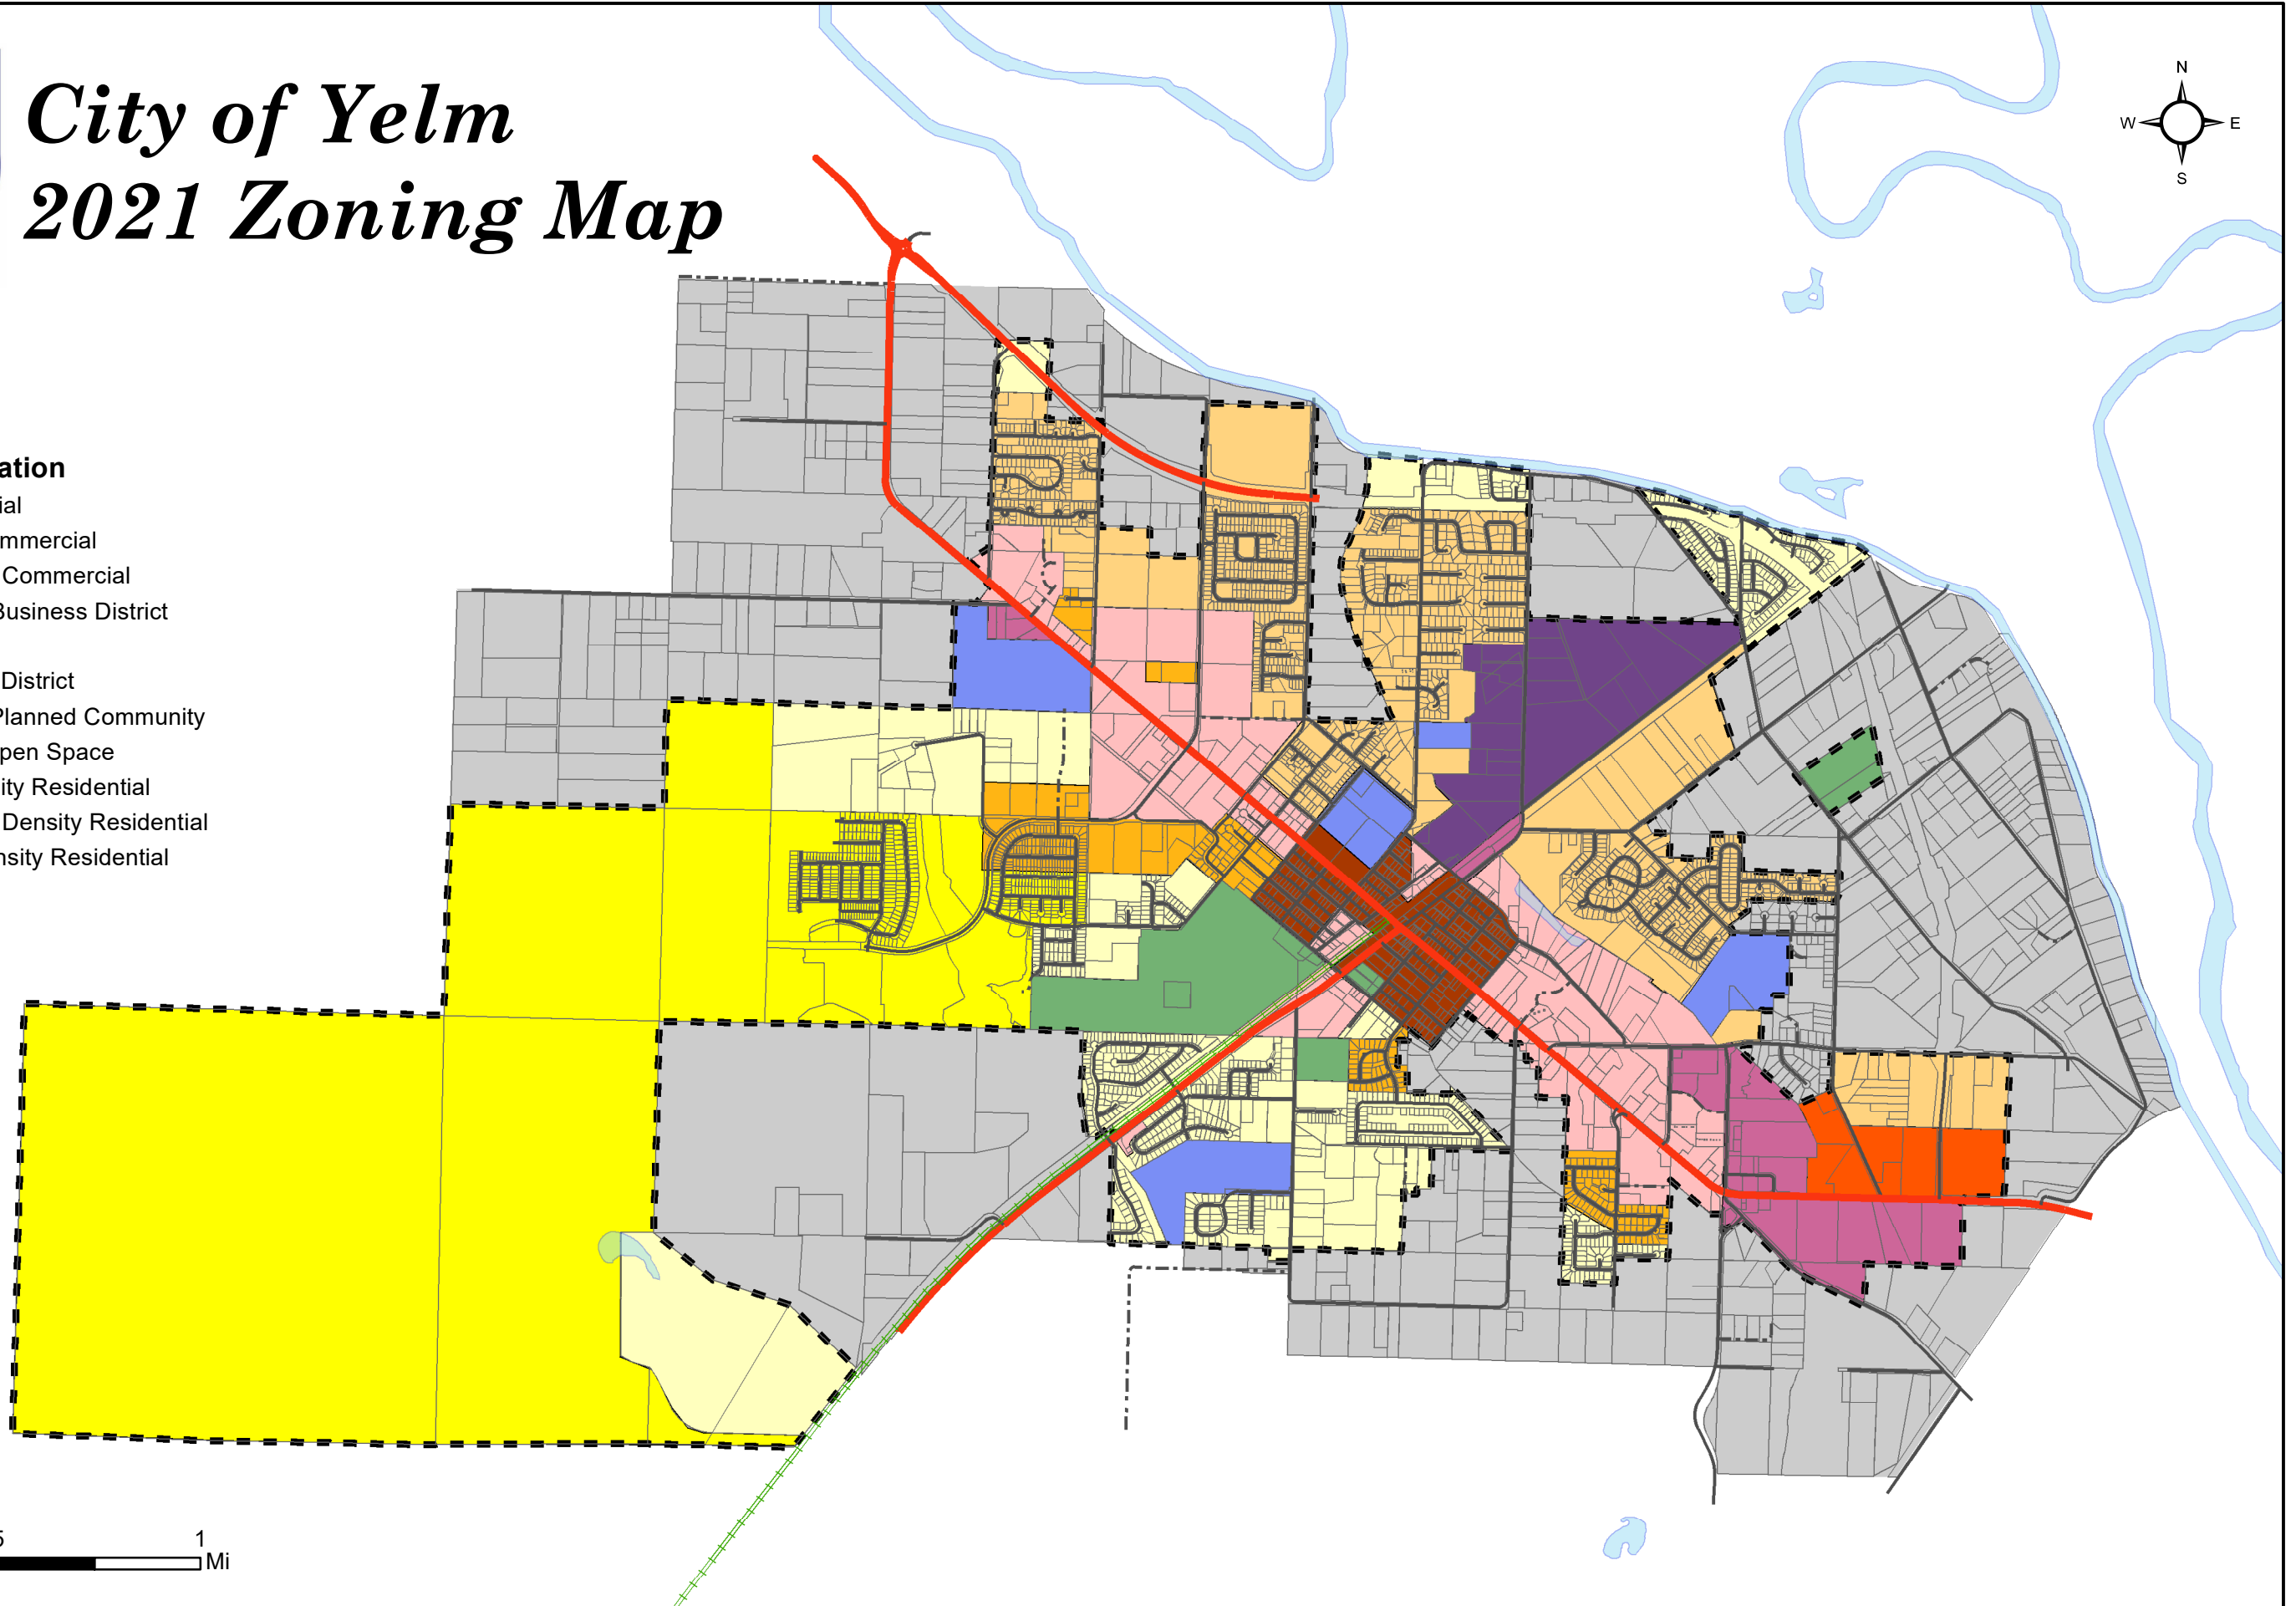 City of Yelm
2021 Zoning Map
N
W E
S
ation
ial
mmercial
Commercial
Business District
District
Planned Community
pen Space
ity Residential
Density Residential
nsity Residential
5 1
Mi